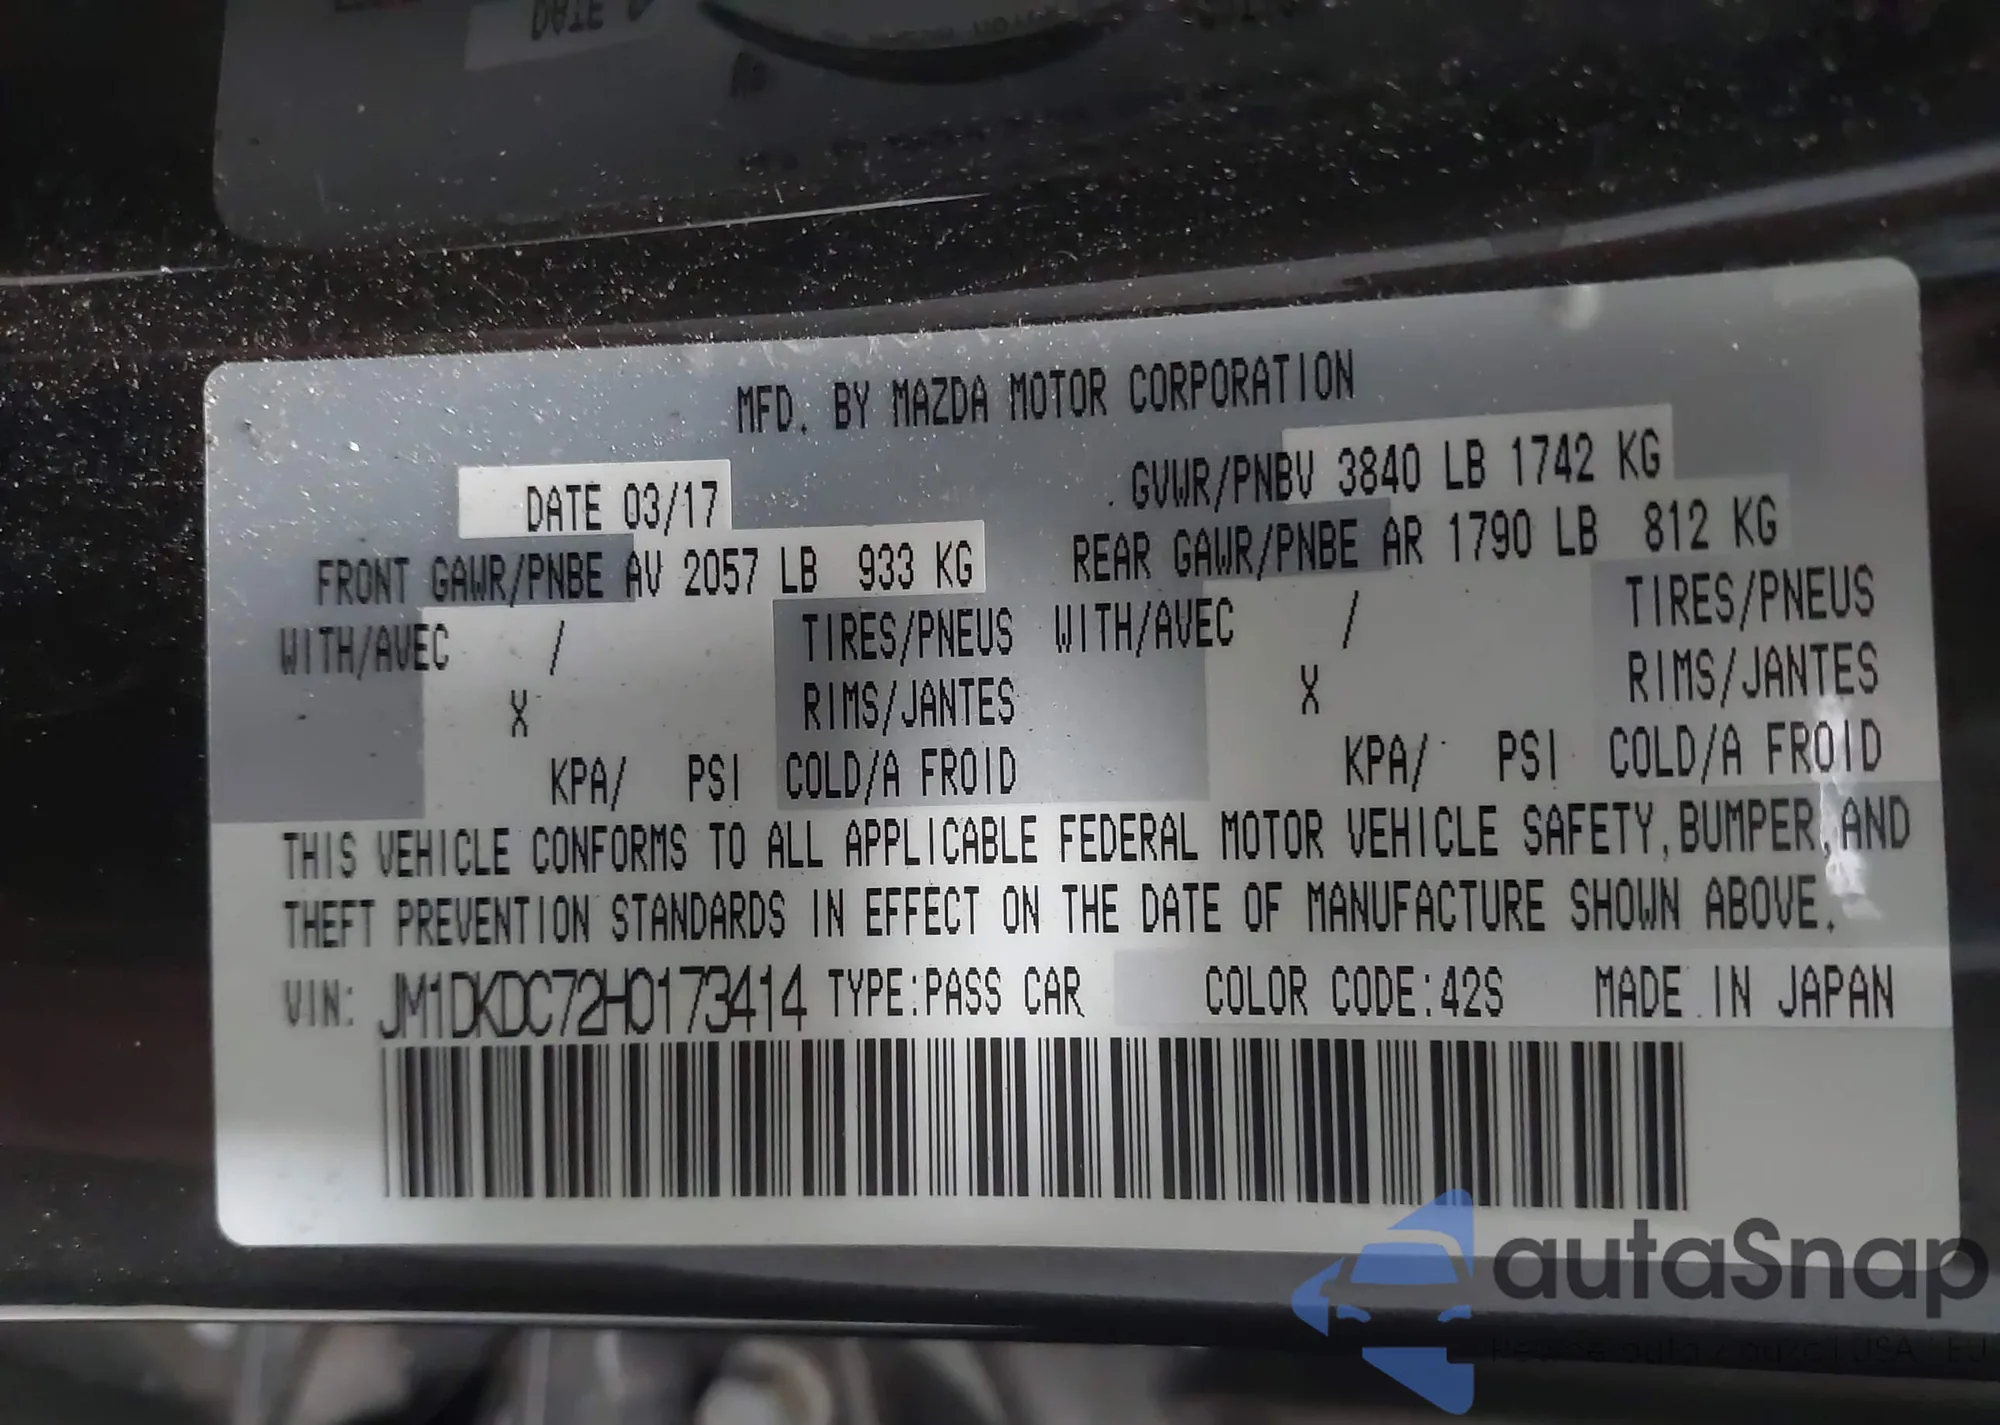 DATE
MFD. BY MAZDA MOTOR CORPORATION
DATE 03/17
GVWR/PNBV 3840 LB 1742 KG
FRONT GAWR/PNBE AV 2057 LB 933 KG
REAR GAWR/PNBE AR 1790 LB 812 KG
WITH/AVEC / TIRES/PNEUS
X RIMS/JANTES
KPA/ PSI COLD/A FROID
WITH/AVEC / TIRES/PNEUS
X RIMS/JANTES
KPA/ PSI COLD/A FROID
THIS VEHICLE CONFORMS TO ALL APPLICABLE FEDERAL MOTOR VEHICLE SAFETY, BUMPER, AND
THEFT PREVENTION STANDARDS IN EFFECT ON THE DATE OF MANUFACTURE SHOWN ABOVE.
VIN: JM1DKDC72H0173414 TYPE:PASS CAR COLOR CODE:42S MADE IN JAPAN
autaSnap